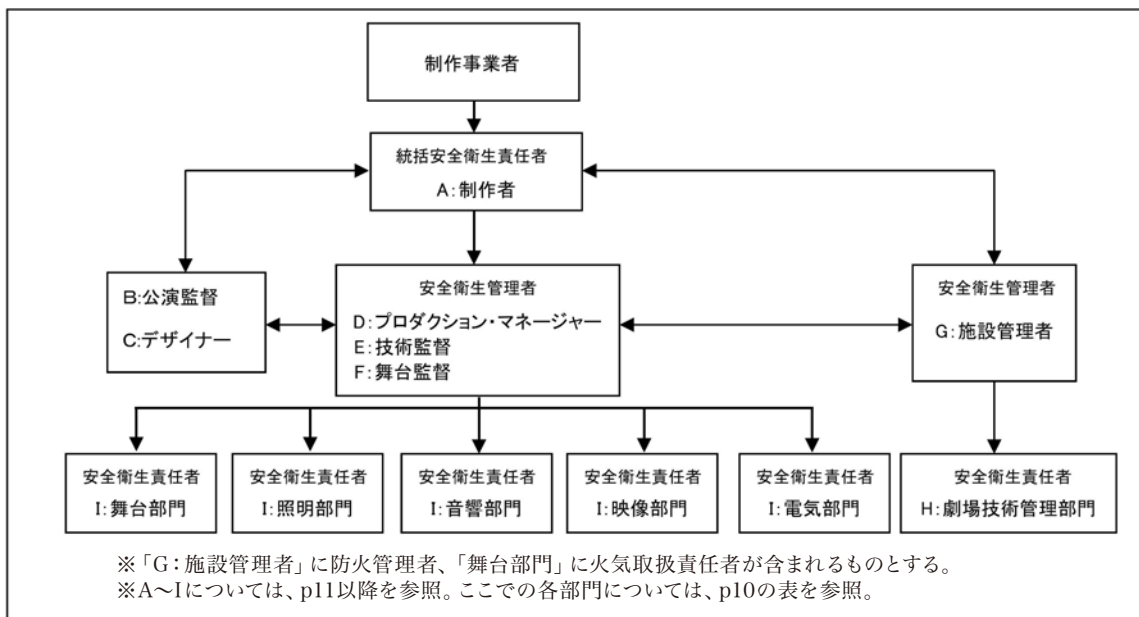 制作事業者
統括安全衛生責任者
A:制作者
B:公演監督
C:デザイナー
安全衛生管理者
D:プロダクション・マネージャー
E:技術監督
F:舞台監督
安全衛生管理者
G:施設管理者
安全衛生責任者
I:舞台部門
安全衛生責任者
I:照明部門
安全衛生責任者
I:音響部門
安全衛生責任者
I:映像部門
安全衛生責任者
I:電気部門
安全衛生責任者
H:劇場技術管理部門
※「G:施設管理者」に防火管理者、「舞台部門」に火気取扱責任者が含まれるものとする。
※A～Iについては、p11以降を参照。ここでの各部門については、p10の表を参照。